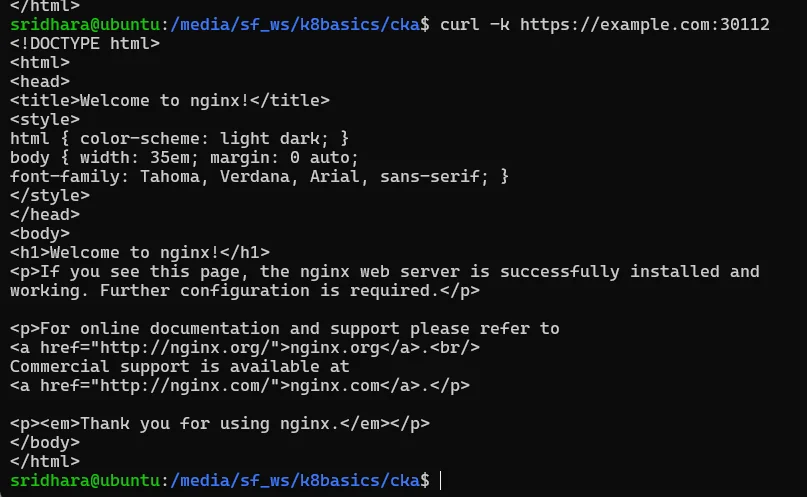 </html>
sridhara@ubuntu:/media/sf_ws/k8basics/cka$ curl -k https://example.com:30112
<!DOCTYPE html>
<html>
<head>
<title>Welcome to nginx!</title>
<style>
html { color-scheme: light dark; }
body { width: 35em; margin: 0 auto;
font-family: Tahoma, Verdana, Arial, sans-serif; }
</style>
</head>
<body>
<h1>Welcome to nginx!</h1>
<p>If you see this page, the nginx web server is successfully installed and
working. Further configuration is required.</p>

<p>For online documentation and support please refer to
<a href="http://nginx.org/">nginx.org</a>.<br/>
Commercial support is available at
<a href="http://nginx.com/">nginx.com</a>.</p>

<p><em>Thank you for using nginx.</em></p>
</body>
</html>
sridhara@ubuntu:/media/sf_ws/k8basics/cka$